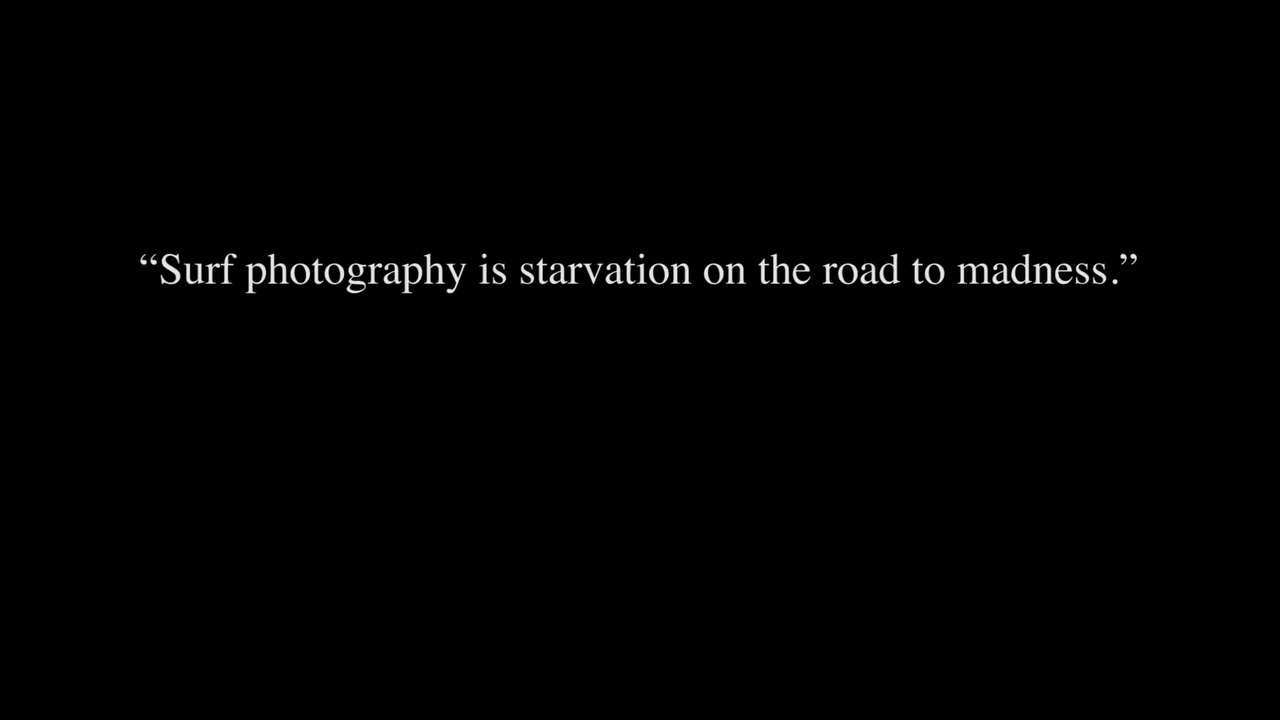 “Surf photography is starvation on the road to madness.”